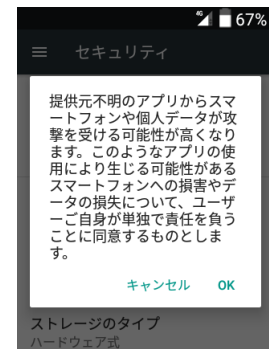 4G 67%
セキュリティ
提供元不明のアプリからスマ
ートフォンや個人データが攻
撃を受ける可能性が高くなり
ます。このようなアプリの使
用により生じる可能性がある
スマートフォンへの損害やデ
ータの損失について、ユーザ
ーご自身が単独で責任を負う
ことに同意するものとしま
す。
キャンセル OK
ストレージのタイプ
ハードウェア式